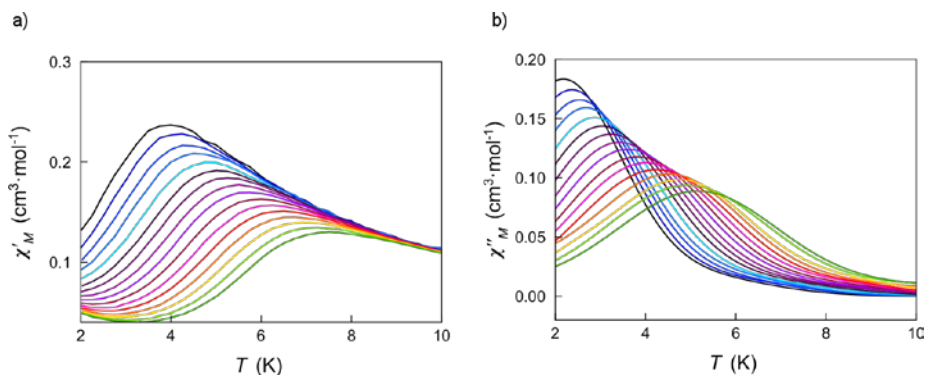 a)
b)
0.3
0.2
0.1
χ′M (cm³·mol⁻¹)
2 4 6 8 10
T (K)
0.20
0.15
0.10
0.05
0.00
χ″M (cm³·mol⁻¹)
2 4 6 8 10
T (K)